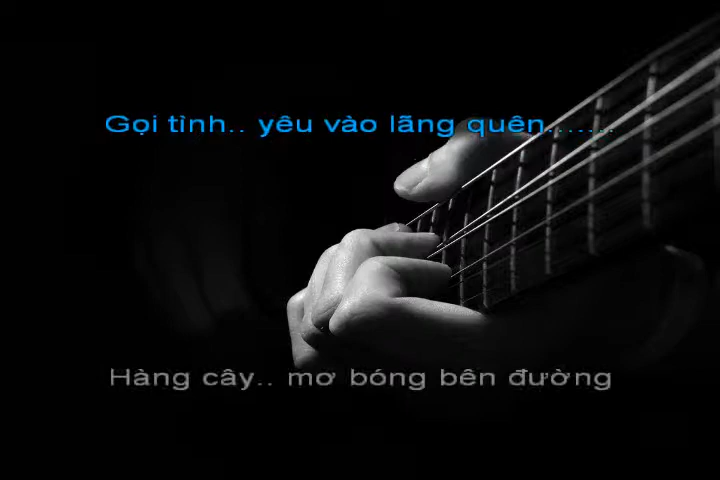 Gọi tình.. yêu vào lãng quên.......
Hàng cây.. mơ bóng bên đường